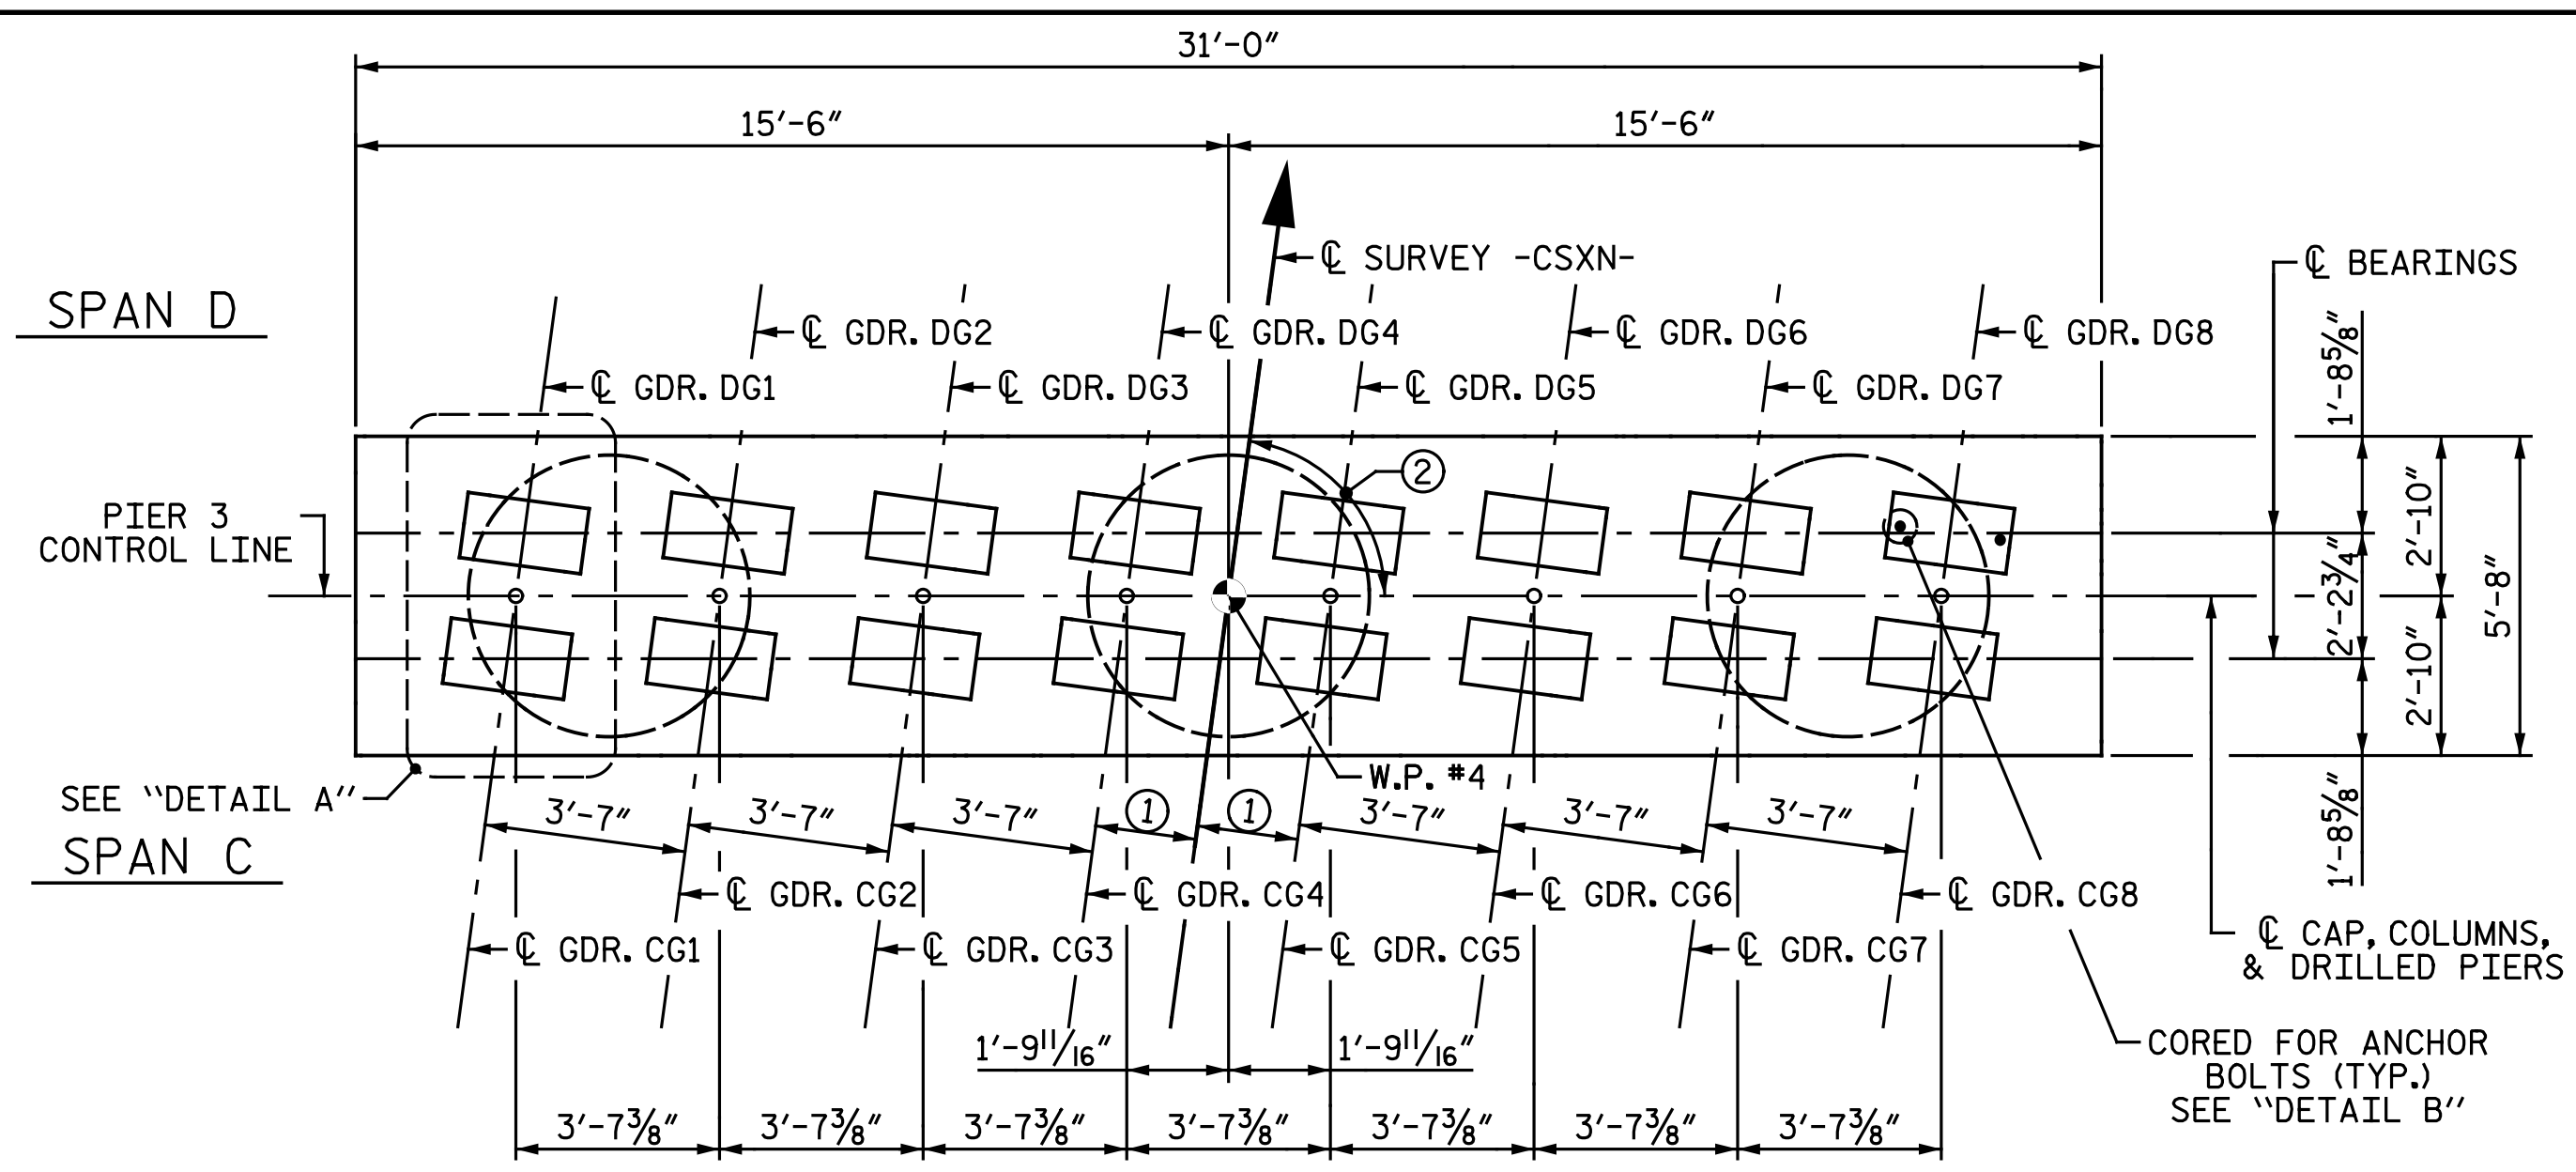 31'-0"
15'-6" 15'-6"
℄ SURVEY -CSXN-
℄ BEARINGS
SPAN D
℄ GDR. DG2 ℄ GDR. DG4 ℄ GDR. DG6 ℄ GDR. DG8
℄ GDR. DG1 ℄ GDR. DG3 ℄ GDR. DG5 ℄ GDR. DG7
1'-8⅝"
2
PIER 3
CONTROL LINE
2'-10"
2'-2¾"
5'-8"
2'-10"
W.P. #4
SEE "DETAIL A"
3'-7" 3'-7" 3'-7" 1 1 3'-7" 3'-7" 3'-7"
1'-8⅝"
SPAN C
℄ GDR. CG2 ℄ GDR. CG4 ℄ GDR. CG6 ℄ GDR. CG8
℄ GDR. CG1 ℄ GDR. CG3 ℄ GDR. CG5 ℄ GDR. CG7
℄ CAP, COLUMNS,
& DRILLED PIERS
1'-9 11/16" 1'-9 11/16"
CORED FOR ANCHOR
BOLTS (TYP.)
SEE "DETAIL B"
3'-7⅜" 3'-7⅜" 3'-7⅜" 3'-7⅜" 3'-7⅜" 3'-7⅜" 3'-7⅜"